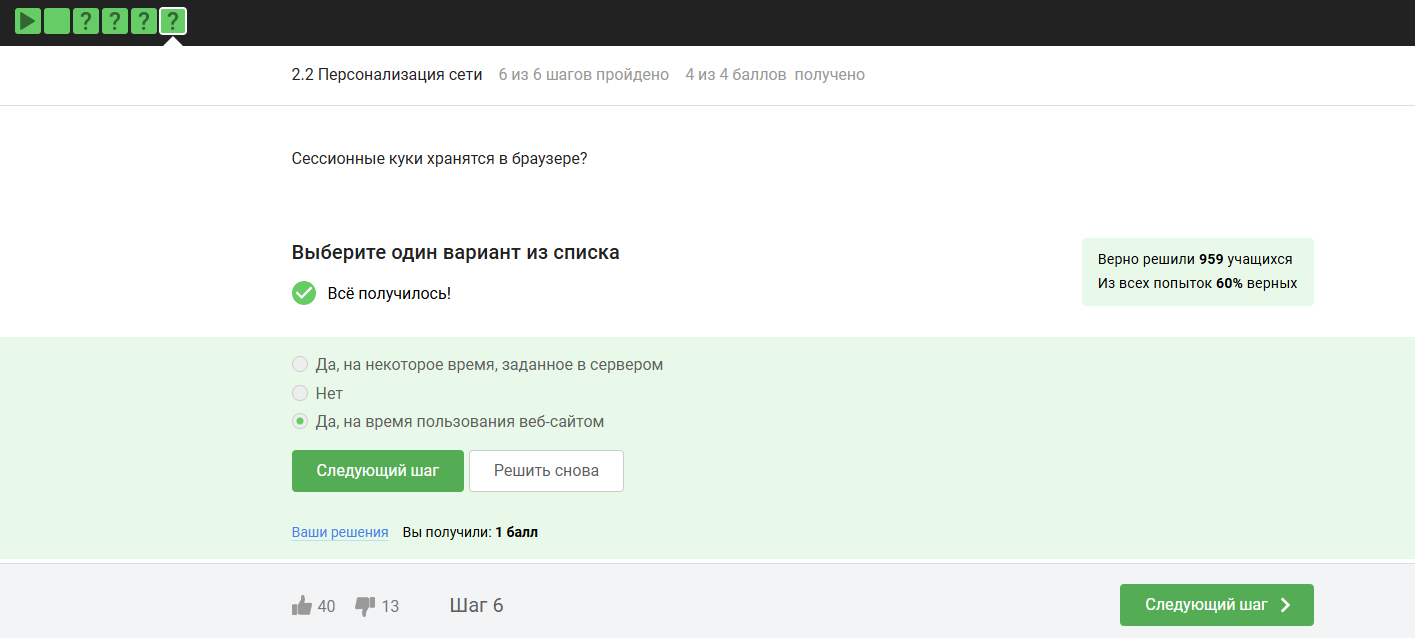 ? ? ? ?
2.2 Персонализация сети 6 из 6 шагов пройдено 4 из 4 баллов получено
Сессионные куки хранятся в браузере?
Выберите один вариант из списка
Всё получилось!
Верно решили 959 учащихся
Из всех попыток 60% верных
Да, на некоторое время, заданное в сервером
Нет
Да, на время пользования веб-сайтом
Следующий шаг Решить снова
Ваши решения Вы получили: 1 балл
40 13 Шаг 6 Следующий шаг